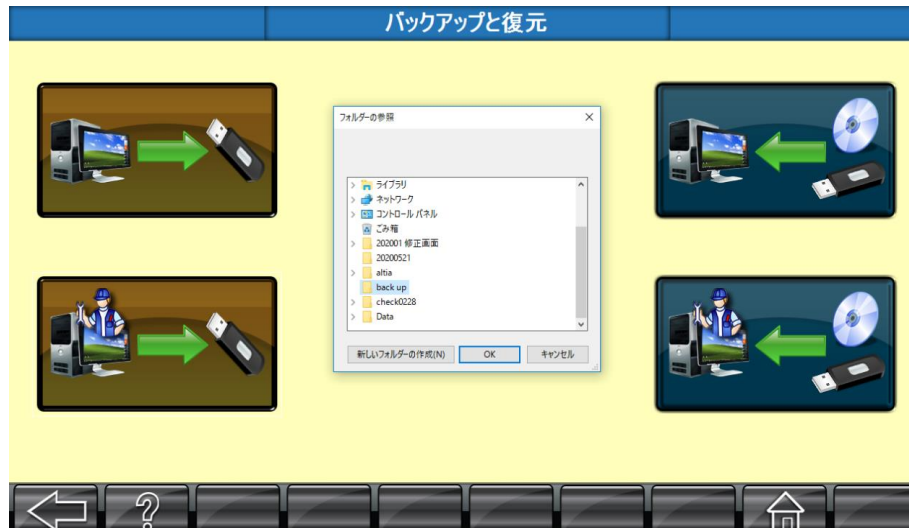 バックアップと復元
フォルダーの参照
ライブラリ
ネットワーク
コントロール パネル
ごみ箱
202001 修正画面
20200521
altia
back up
check0228
Data
新しいフォルダーの作成(N)
OK
キャンセル
?